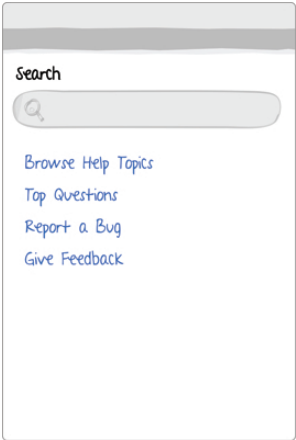 Search
Browse Help Topics
Top Questions
Report a Bug
Give Feedback